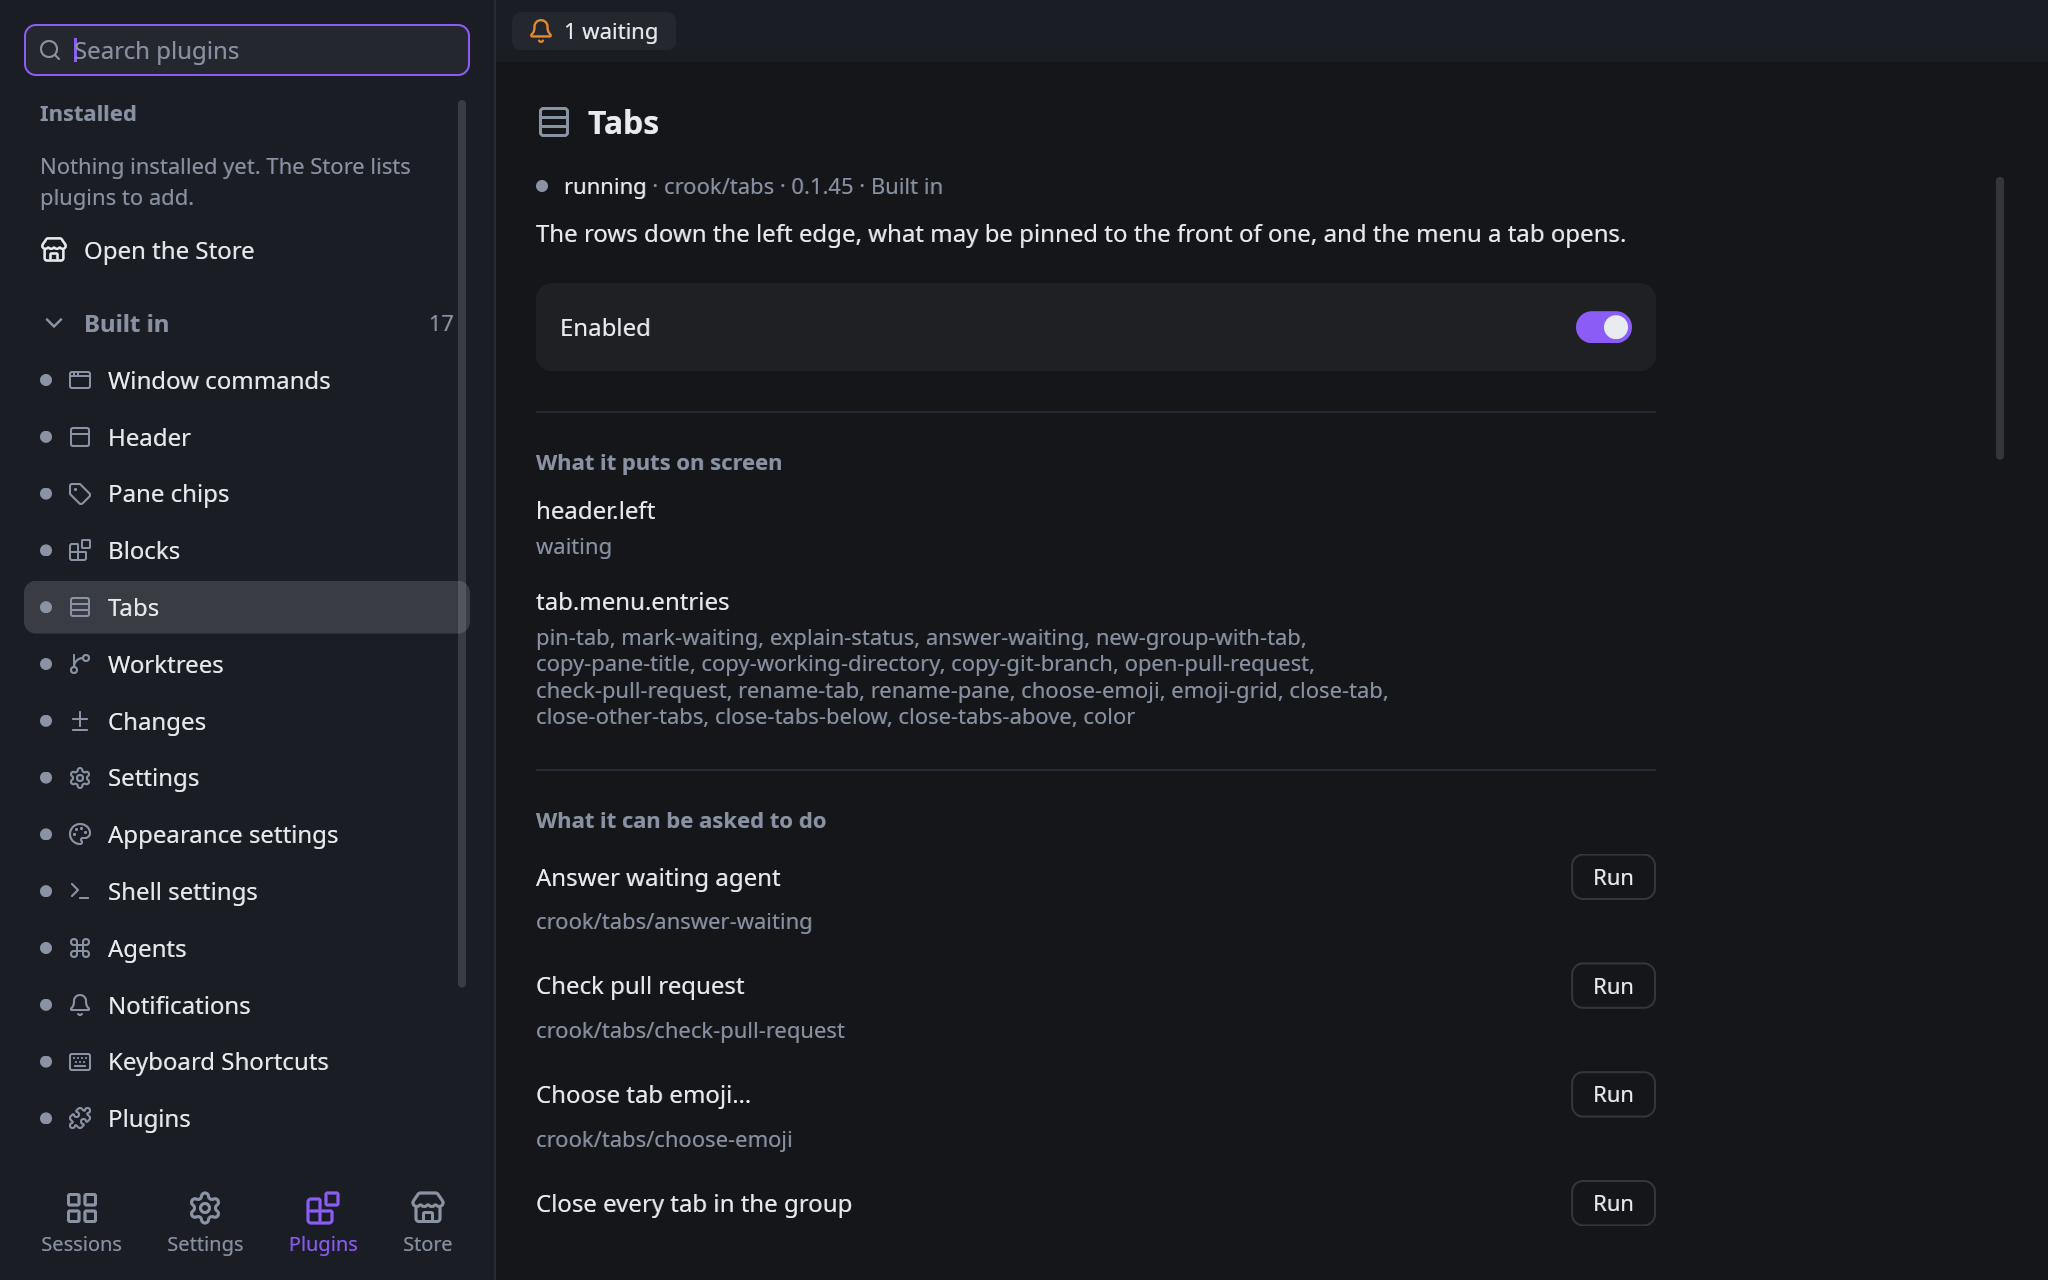 Search plugins
Installed
Nothing installed yet. The Store lists
plugins to add.
Open the Store
Built in 17
Window commands
Header
Pane chips
Blocks
Tabs
Worktrees
Changes
Settings
Appearance settings
Shell settings
Agents
Notifications
Keyboard Shortcuts
Plugins
Sessions Settings Plugins Store
1 waiting
Tabs
running · crook/tabs · 0.1.45 · Built in
The rows down the left edge, what may be pinned to the front of one, and the menu a tab opens.
Enabled
What it puts on screen
header.left
waiting
tab.menu.entries
pin-tab, mark-waiting, explain-status, answer-waiting, new-group-with-tab,
copy-pane-title, copy-working-directory, copy-git-branch, open-pull-request,
check-pull-request, rename-tab, rename-pane, choose-emoji, emoji-grid, close-tab,
close-other-tabs, close-tabs-below, close-tabs-above, color
What it can be asked to do
Answer waiting agent Run
crook/tabs/answer-waiting
Check pull request Run
crook/tabs/check-pull-request
Choose tab emoji... Run
crook/tabs/choose-emoji
Close every tab in the group Run